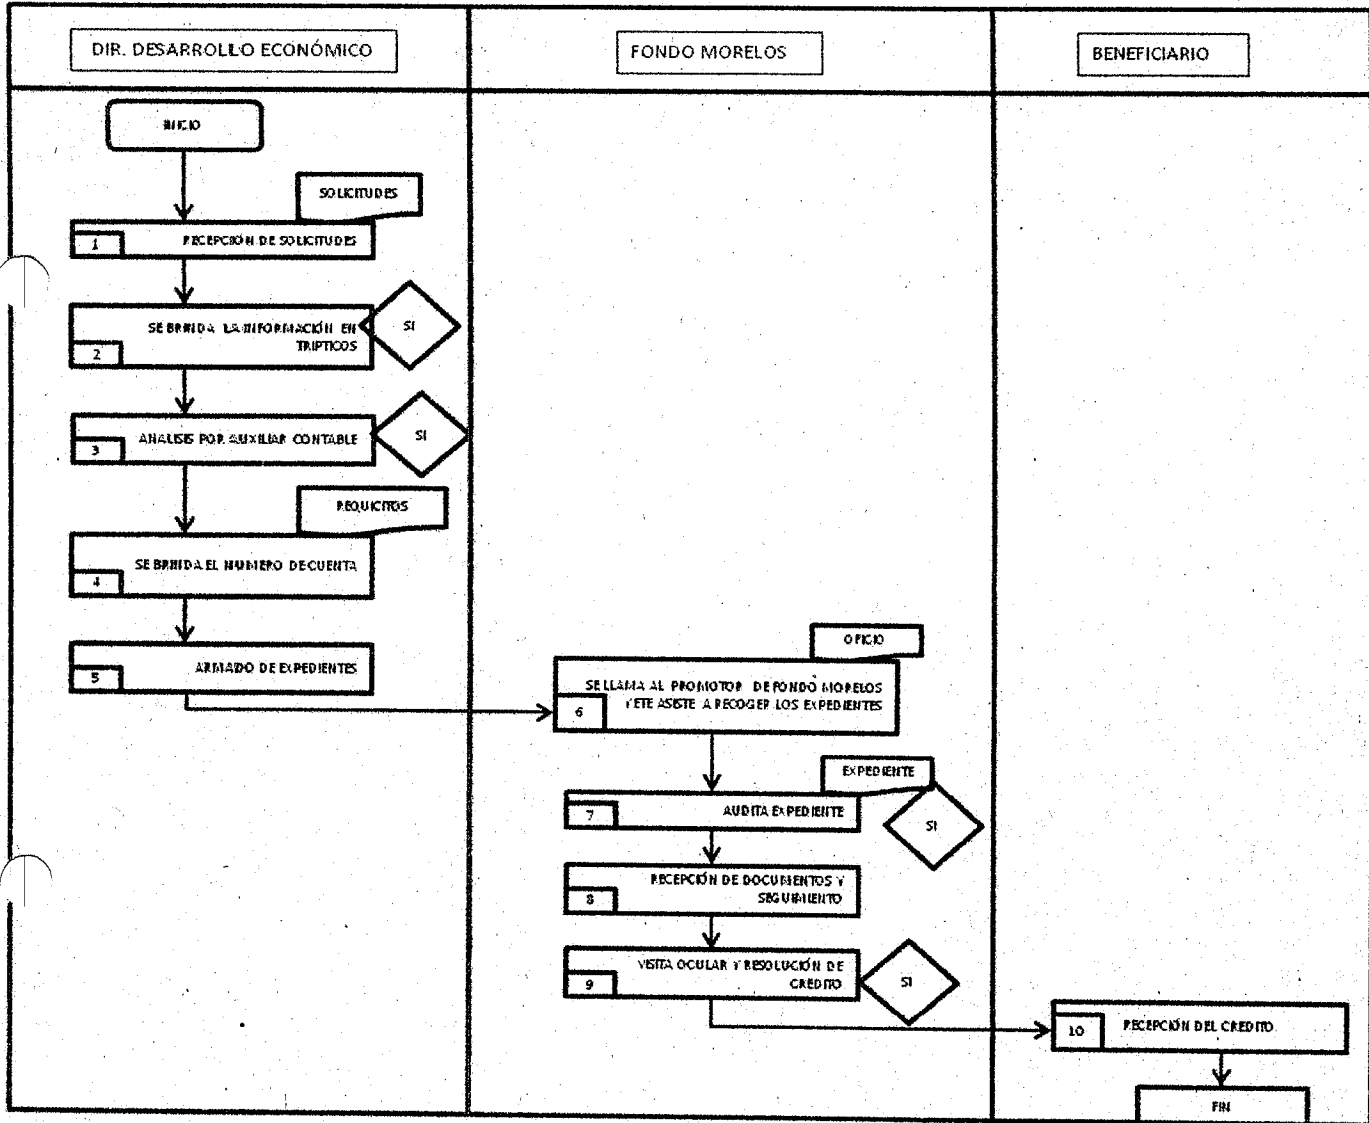 DIR. DESARROLLO ECONÓMICO
FONDO MORELOS
BENEFICIARIO
INICIO
SOLICITUDES
1
RECEPCIÓN DE SOLICITUDES
SE BRINDA LA INFORMACIÓN EN
TRIPTICOS
2
SI
ANALISIS POR AUXILIAR CONTABLE
3
SI
REQUICITOS
SE BRINDA EL NUMERO DE CUENTA
4
ARMADO DE EXPEDIENTES
5
OFICIO
SE LLAMA AL PROMOTOR DE FONDO MORELOS
Y ETE ASISTE A RECOGER LOS EXPEDIENTES
6
EXPEDIENTE
AUDITA EXPEDIENTE
7
SI
RECEPCIÓN DE DOCUMENTOS Y
SEGUIMIENTO
8
VISITA OCULAR Y RESOLUCIÓN DE
CREDITO
9
SI
10
RECEPCIÓN DEL CREDITO
FIN